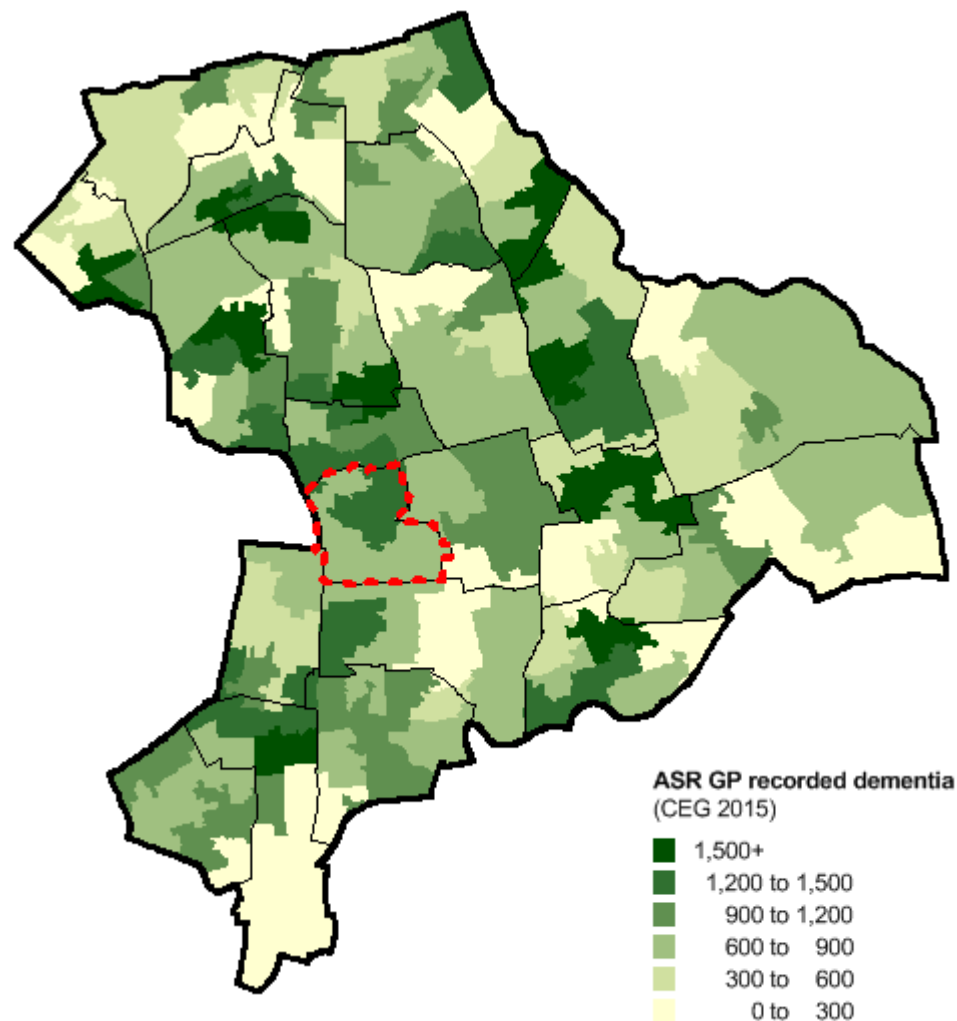 ASR GP recorded dementia
(CEG 2015)
1,500+
1,200 to 1,500
900 to 1,200
600 to 900
300 to 600
0 to 300